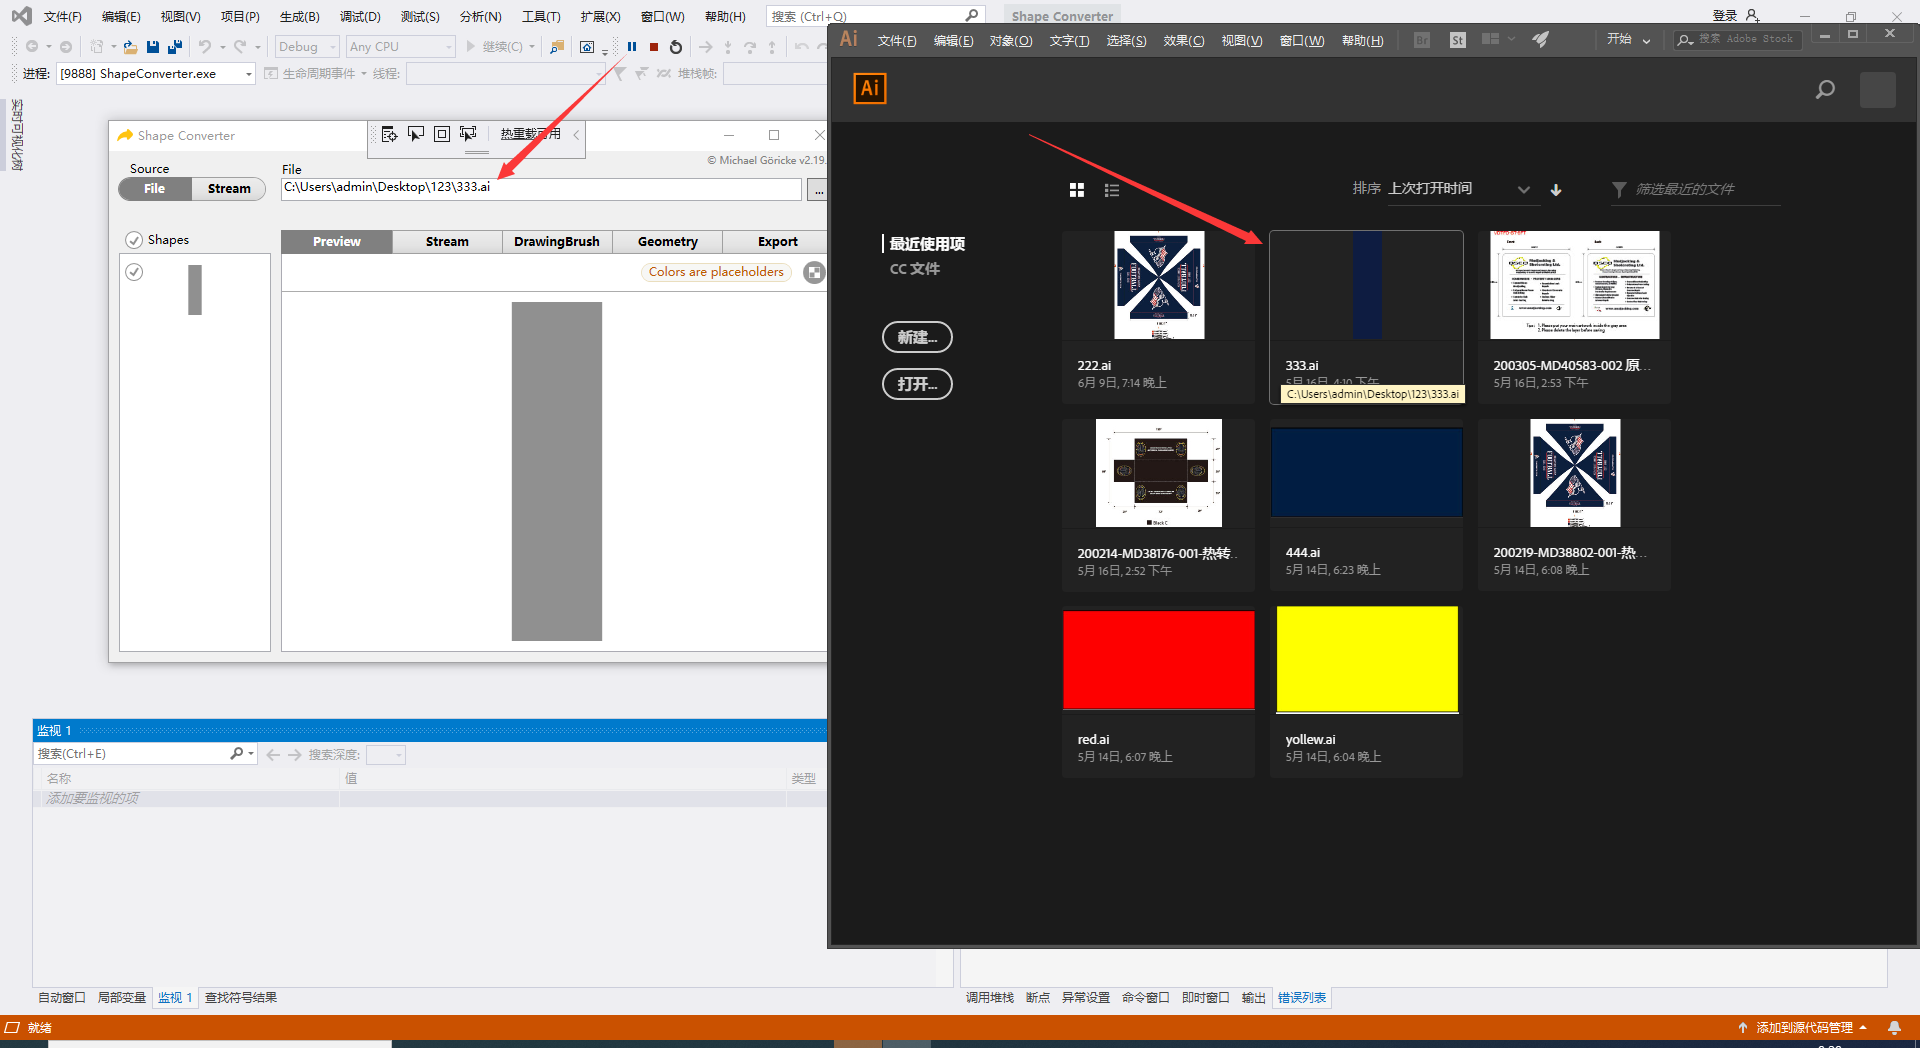 文件(F) 编辑(E) 视图(V) 项目(P) 生成(B) 调试(D) 测试(S) 分析(N) 工具(T) 扩展(X) 窗口(W) 帮助(H) 搜索 (Ctrl+Q) Shape Converter 登录
Debug Any CPU 继续(C)
进程: [9888] ShapeConverter.exe 生命周期事件 线程: 堆栈帧:
实时可视化树
Shape Converter
热重载可用
© Michael Göricke v2.19.
Source
File Stream
File
C:\Users\admin\Desktop\123\333.ai
...
Shapes
Preview Stream DrawingBrush Geometry Export
Colors are placeholders
监视 1
搜索(Ctrl+E) 搜索深度:
名称 值 类型
添加要监视的项
自动窗口 局部变量 监视 1 查找符号结果
调用堆栈 断点 异常设置 命令窗口 即时窗口 输出 错误列表
就绪
添加到源代码管理
Ai 文件(F) 编辑(E) 对象(O) 文字(T) 选择(S) 效果(C) 视图(V) 窗口(W) 帮助(H) Br St 开始 搜索 Adobe Stock
Ai
排序 上次打开时间 筛选最近的文件
最近使用项
CC 文件
新建...
打开...
222.ai
6月 9日, 7:14 晚上
333.ai
5月 16日, 4:10 下午
C:\Users\admin\Desktop\123\333.ai
200305-MD40583-002 原...
5月 16日, 2:53 下午
200214-MD38176-001-热转..
5月 16日, 2:52 下午
444.ai
5月 14日, 6:23 晚上
200219-MD38802-001-热...
5月 14日, 6:08 晚上
red.ai
5月 14日, 6:07 晚上
yollew.ai
5月 14日, 6:04 晚上